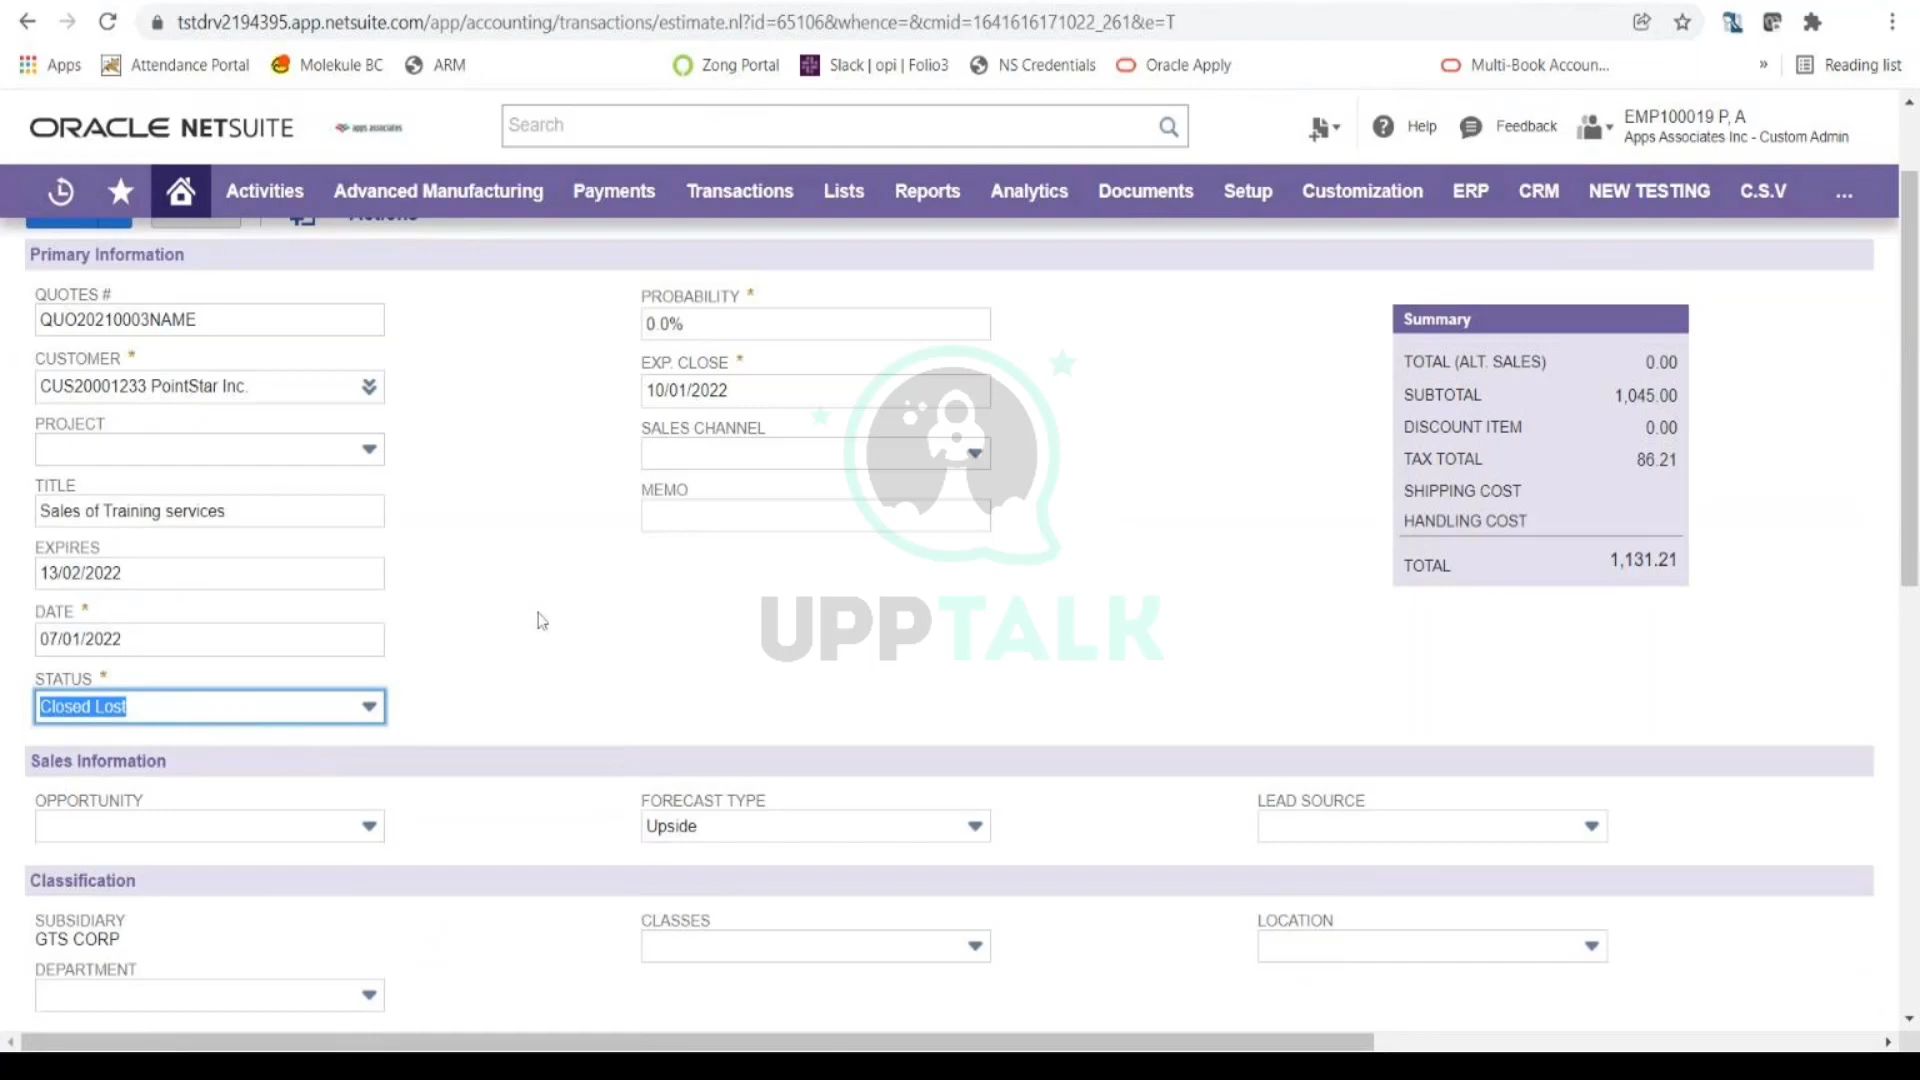 tstdrv2194395.app.netsuite.com/app/accounting/transactions/estimate.nl?id=65106&whence=&cmid=1641616171022_261&e=T
Apps Attendance Portal Molekule BC ARM Zong Portal Slack | opi | Folio3 NS Credentials Oracle Apply Multi-Book Accoun... » Reading list
ORACLE NETSUITE apps associates Search Help Feedback EMP100019 P, A
Apps Associates Inc - Custom Admin
Activities Advanced Manufacturing Payments Transactions Lists Reports Analytics Documents Setup Customization ERP CRM NEW TESTING C.S.V ...
Actions
Primary Information
QUOTES #
QUO20210003NAME
CUSTOMER *
CUS20001233 PointStar Inc.
PROJECT
TITLE
Sales of Training services
EXPIRES
13/02/2022
DATE *
07/01/2022
STATUS *
Closed Lost
PROBABILITY *
0.0%
EXP. CLOSE *
10/01/2022
SALES CHANNEL
MEMO
Summary
TOTAL (ALT. SALES) 0.00
SUBTOTAL 1,045.00
DISCOUNT ITEM 0.00
TAX TOTAL 86.21
SHIPPING COST
HANDLING COST
TOTAL 1,131.21
UPPTALK
Sales Information
OPPORTUNITY
FORECAST TYPE
Upside
LEAD SOURCE
Classification
SUBSIDIARY
GTS CORP
DEPARTMENT
CLASSES
LOCATION